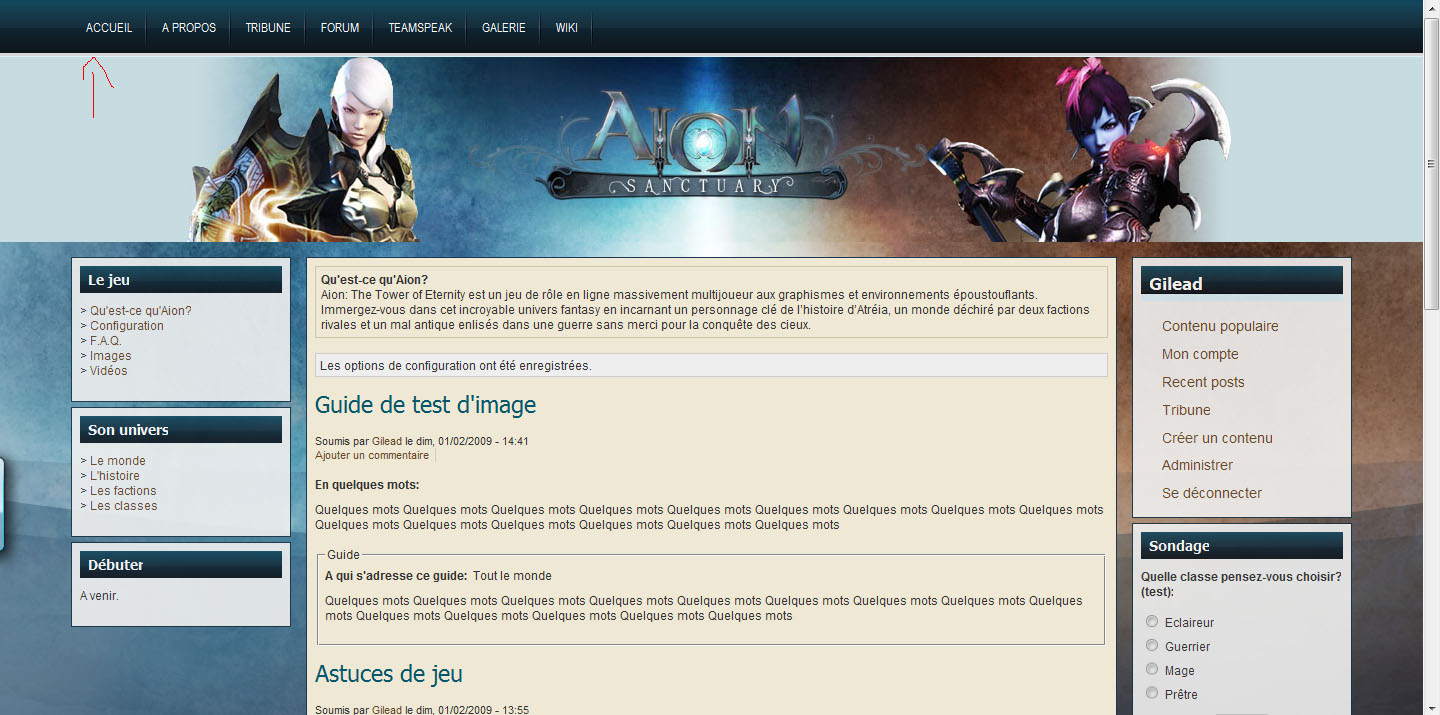 ACCUEIL A PROPOS TRIBUNE FORUM TEAMSPEAK GALERIE WIKI
AION
SANCTUARY
Le jeu
> Qu'est-ce qu'Aion?
> Configuration
> F.A.Q.
> Images
> Vidéos
Son univers
> Le monde
> L'histoire
> Les factions
> Les classes
Débuter
A venir.
Qu'est-ce qu'Aion?
Aion: The Tower of Eternity est un jeu de rôle en ligne massivement multijoueur aux graphismes et environnements époustouflants.
Immergez-vous dans cet incroyable univers fantasy en incarnant un personnage clé de l'histoire d'Atréia, un monde déchiré par deux factions
rivales et un mal antique enlisés dans une guerre sans merci pour la conquête des cieux.
Les options de configuration ont été enregistrées.
Guide de test d'image
Soumis par Gilead le dim, 01/02/2009 - 14:41
Ajouter un commentaire
En quelques mots:
Quelques mots Quelques mots Quelques mots Quelques mots Quelques mots Quelques mots Quelques mots Quelques mots Quelques mots
Quelques mots Quelques mots Quelques mots Quelques mots Quelques mots Quelques mots
Guide
A qui s'adresse ce guide: Tout le monde
Quelques mots Quelques mots Quelques mots Quelques mots Quelques mots Quelques mots Quelques mots Quelques mots Quelques
mots Quelques mots Quelques mots Quelques mots Quelques mots Quelques mots
Astuces de jeu
Soumis par Gilead le dim, 01/02/2009 - 13:55
Gilead
Contenu populaire
Mon compte
Recent posts
Tribune
Créer un contenu
Administrer
Se déconnecter
Sondage
Quelle classe pensez-vous choisir?
(test):
Eclaireur
Guerrier
Mage
Prêtre